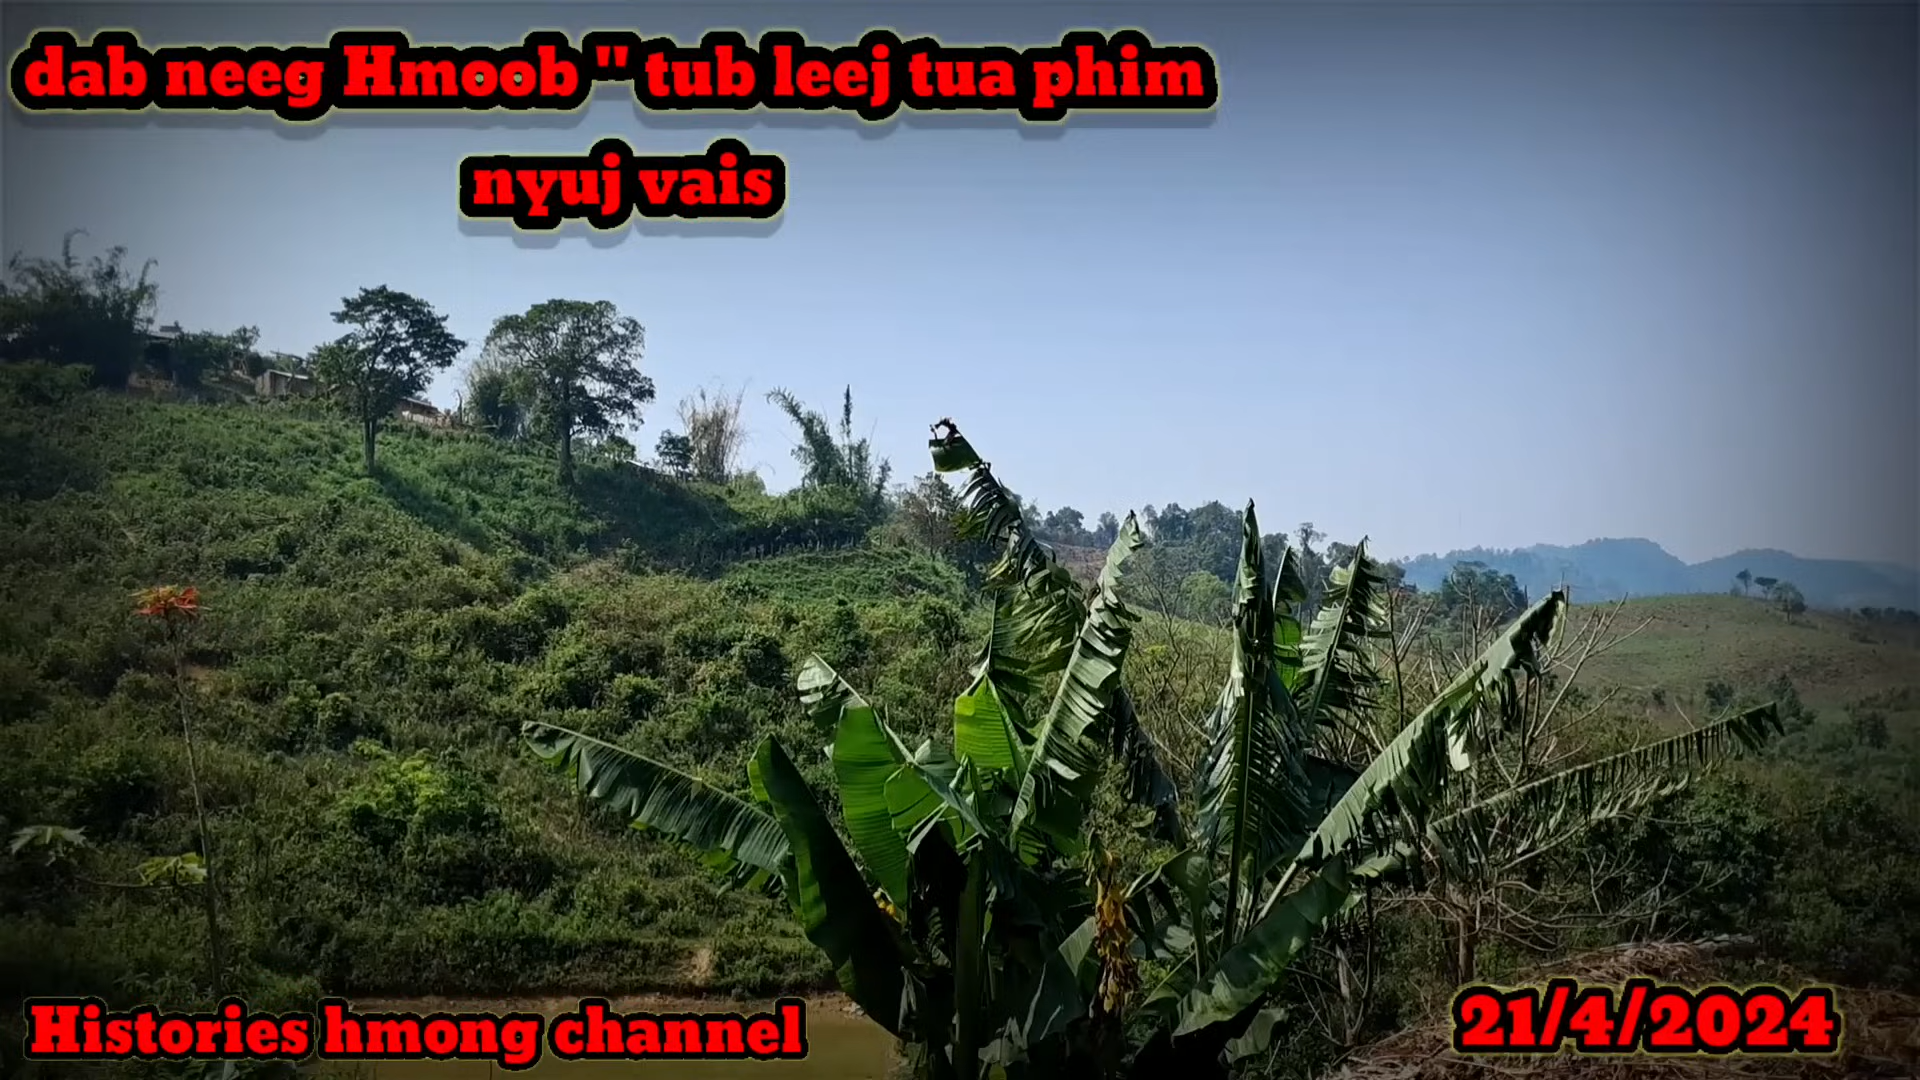 dab neeg Hmoob " tub leej tua phim
nyuj vais
Histories hmong channel
21/4/2024